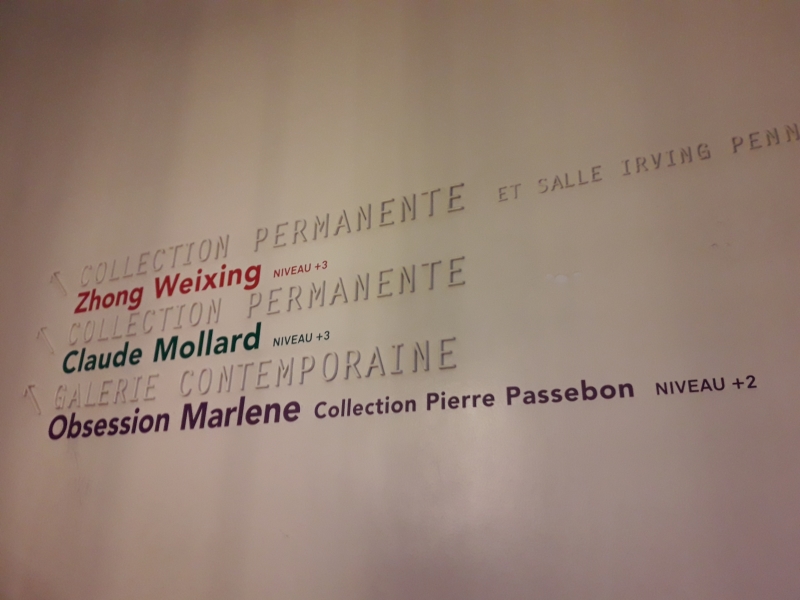 COLLECTION PERMANENTE ET SALLE IRVING PENN
Zhong Weixing NIVEAU +3
COLLECTION PERMANENTE
Claude Mollard NIVEAU +3
GALERIE CONTEMPORAINE
Obsession Marlene Collection Pierre Passebon NIVEAU +2